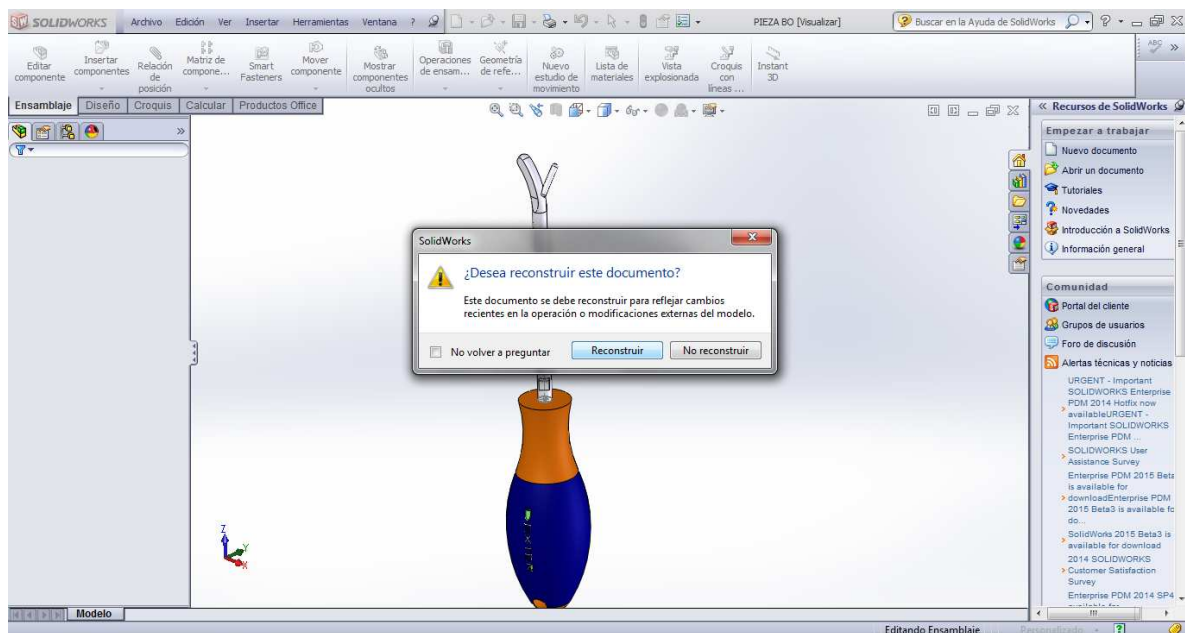 SOLIDWORKS Archivo Edición Ver Insertar Herramientas Ventana ? PIEZA BO [Visualizar] Buscar en la Ayuda de SolidWorks ?
Editar componente
Insertar componentes
Relación de posición
Matriz de compone...
Smart Fasteners
Mover componente
Mostrar componentes ocultos
Operaciones de ensam...
Geometría de refe...
Nuevo estudio de movimiento
Lista de materiales
Vista explosionada
Croquis con líneas ...
Instant 3D
ABC
Ensamblaje Diseño Croquis Calcular Productos Office
SolidWorks
¿Desea reconstruir este documento?
Este documento se debe reconstruir para reflejar cambios
recientes en la operación o modificaciones externas del modelo.
No volver a preguntar Reconstruir No reconstruir
Z
Y
X
Modelo
Recursos de SolidWorks
Empezar a trabajar
Nuevo documento
Abrir un documento
Tutoriales
Novedades
Introducción a SolidWorks
Información general
Comunidad
Portal del cliente
Grupos de usuarios
Foro de discusión
Alertas técnicas y noticias
URGENT - Important
SOLIDWORKS Enterprise
PDM 2014 Hotfix now
availableURGENT -
Important SOLIDWORKS
Enterprise PDM ...
SOLIDWORKS User
Assistance Survey
Enterprise PDM 2015 Beta
is available for
downloadEnterprise PDM
2015 Beta3 is available fo
do...
SolidWorks 2015 Beta3 is
available for download
2014 SOLIDWORKS
Customer Satisfaction
Survey
Enterprise PDM 2014 SP4
Editando Ensamblaje Personalizado ?